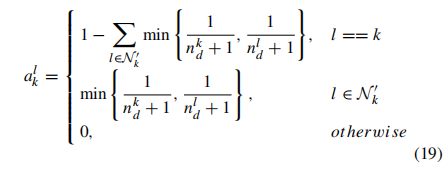 a_k^l = { 1 − ∑_{l∈𝒩′_k} min { 1/(n_d^k + 1), 1/(n_d^l + 1) }, l == k
min { 1/(n_d^k + 1), 1/(n_d^l + 1) }, l ∈ 𝒩′_k
0, otherwise
(19)